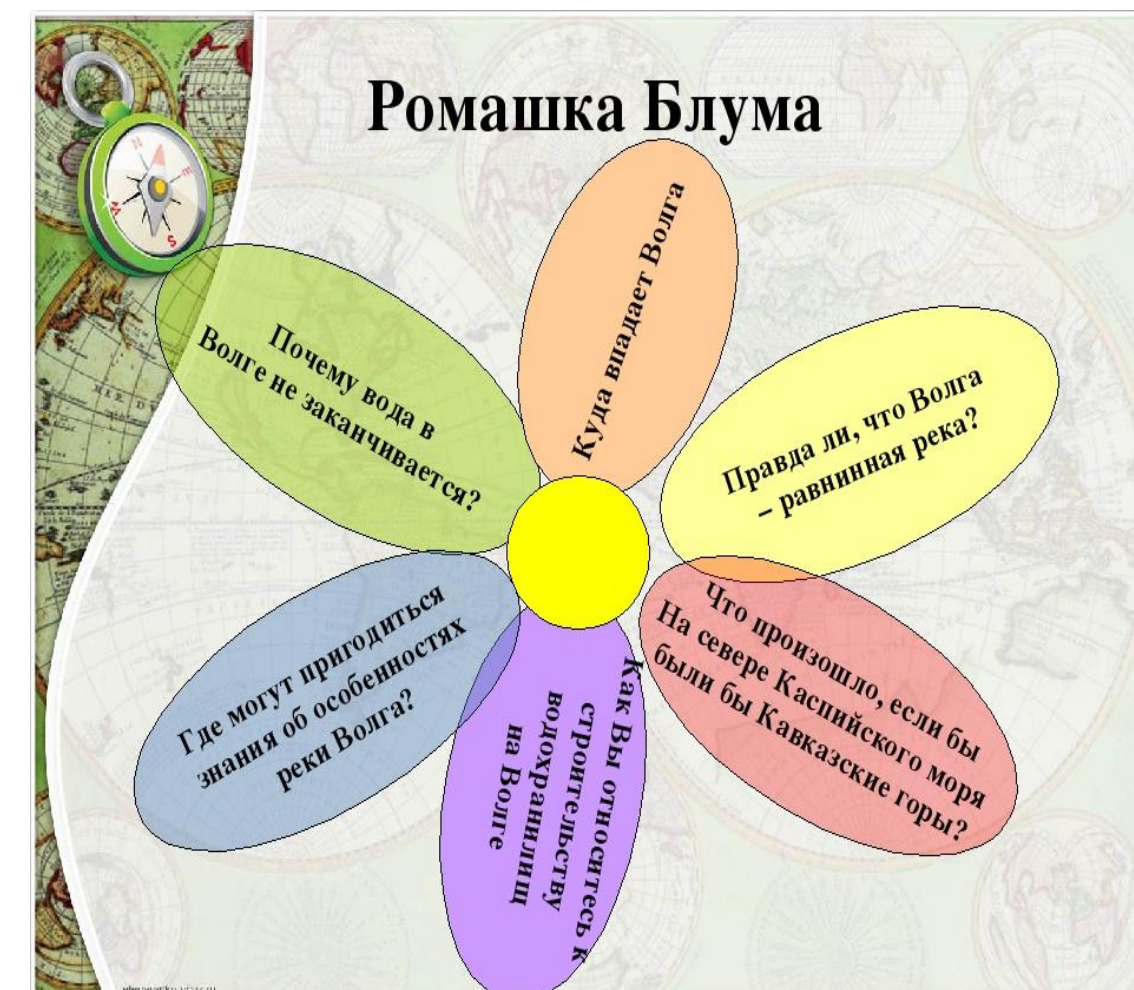 Ромашка Блума
Куда впадает Волга
Правда ли, что Волга
– равнинная река?
Что произошло, если бы
На севере Каспийского моря
были бы Кавказские горы?
Как Вы относитесь к
строительству
водохранилищ
на Волге
Где могут пригодиться
знания об особенностях
реки Волга?
Почему вода в
Волге не заканчивается?